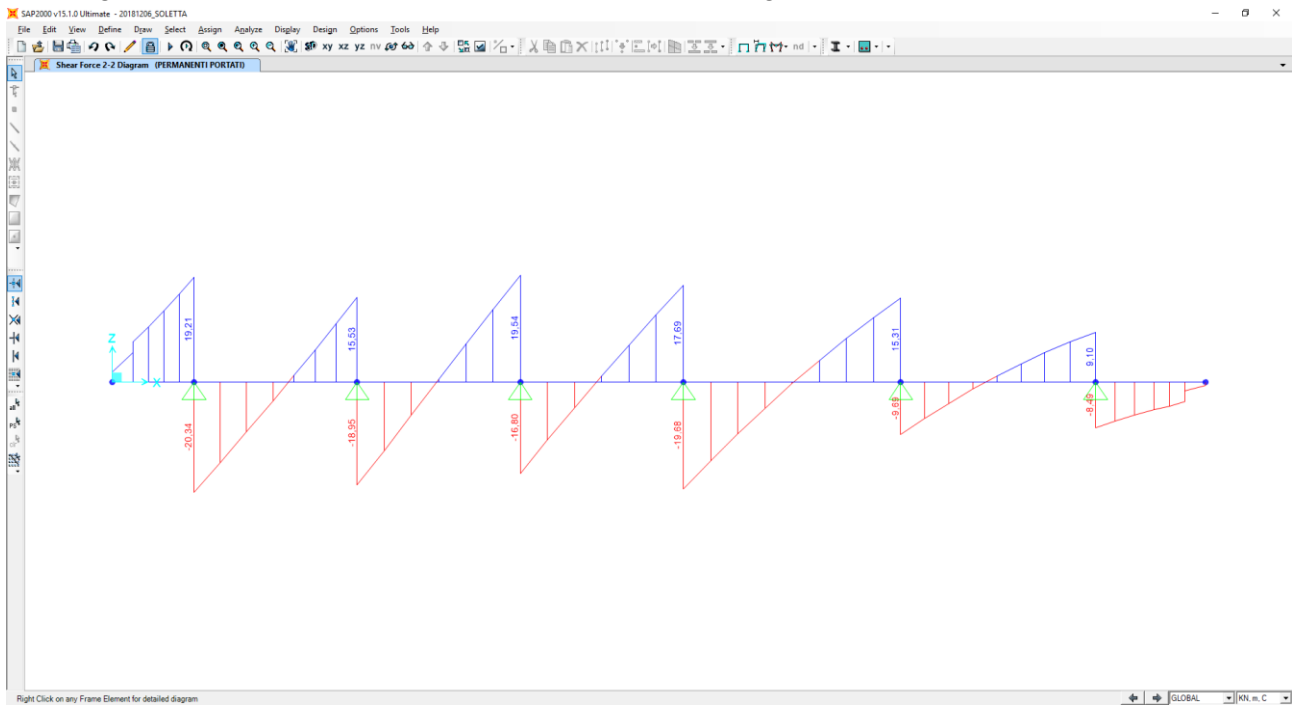 SAP2000 v15.1.0 Ultimate - 20181206_SOLETTA
File Edit View Define Draw Select Assign Analyze Display Design Options Tools Help
xy xz yz nv nd
Shear Force 2-2 Diagram (PERMANENTI PORTATI)
19,21
15,53
19,54
17,69
15,31
9,10
Z
X
-20,34
-18,95
-16,80
-19,68
-9,69
-8,49
Right Click on any Frame Element for detailed diagram
GLOBAL
KN, m, C